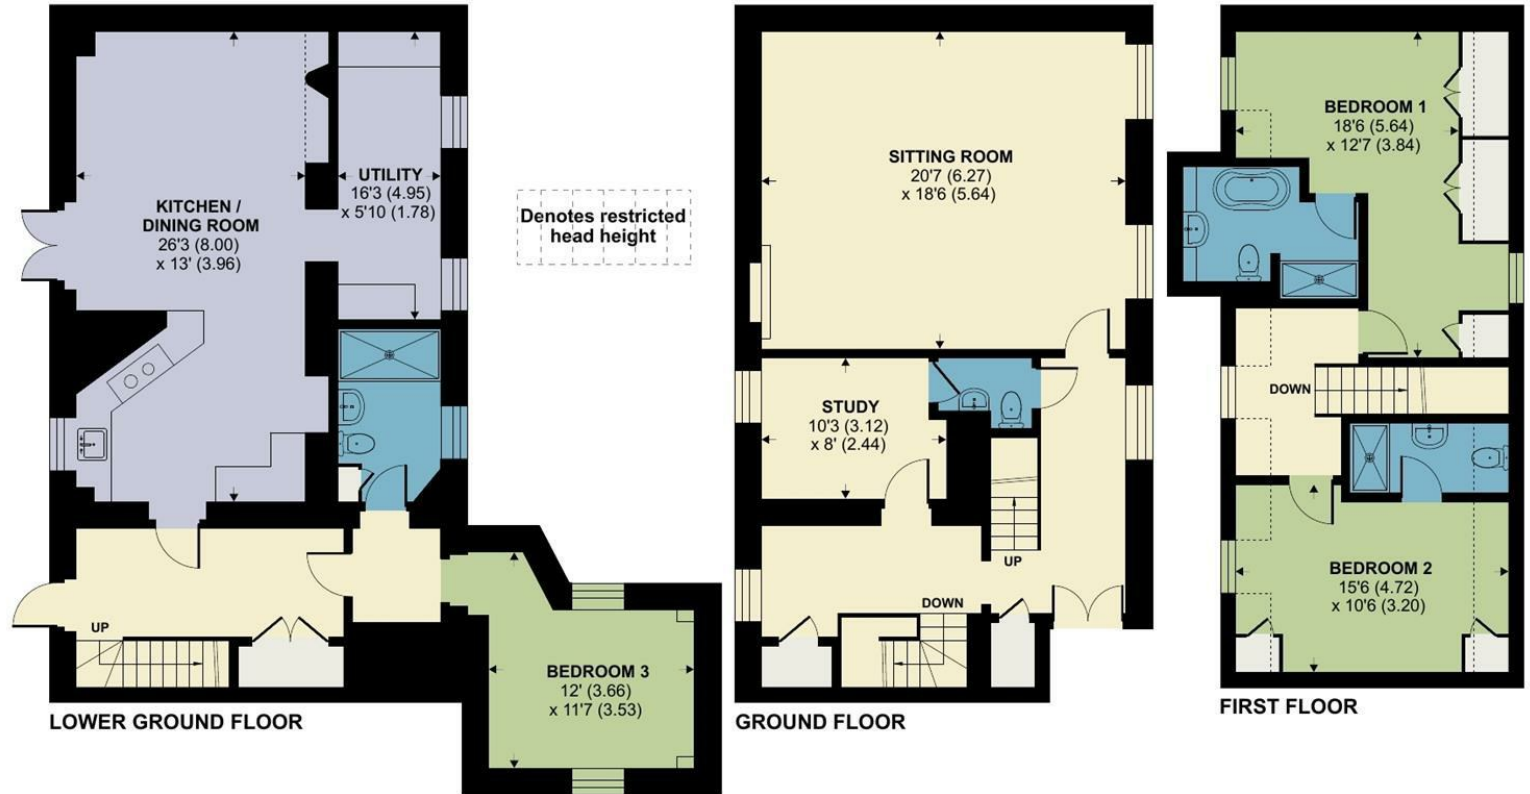 KITCHEN /
DINING ROOM
26'3 (8.00)
x 13' (3.96)
UTILITY
16'3 (4.95)
x 5'10 (1.78)
UP
BEDROOM 3
12' (3.66)
x 11'7 (3.53)
LOWER GROUND FLOOR
Denotes restricted
head height
SITTING ROOM
20'7 (6.27)
x 18'6 (5.64)
STUDY
10'3 (3.12)
x 8' (2.44)
UP
DOWN
GROUND FLOOR
BEDROOM 1
18'6 (5.64)
x 12'7 (3.84)
DOWN
BEDROOM 2
15'6 (4.72)
x 10'6 (3.20)
FIRST FLOOR